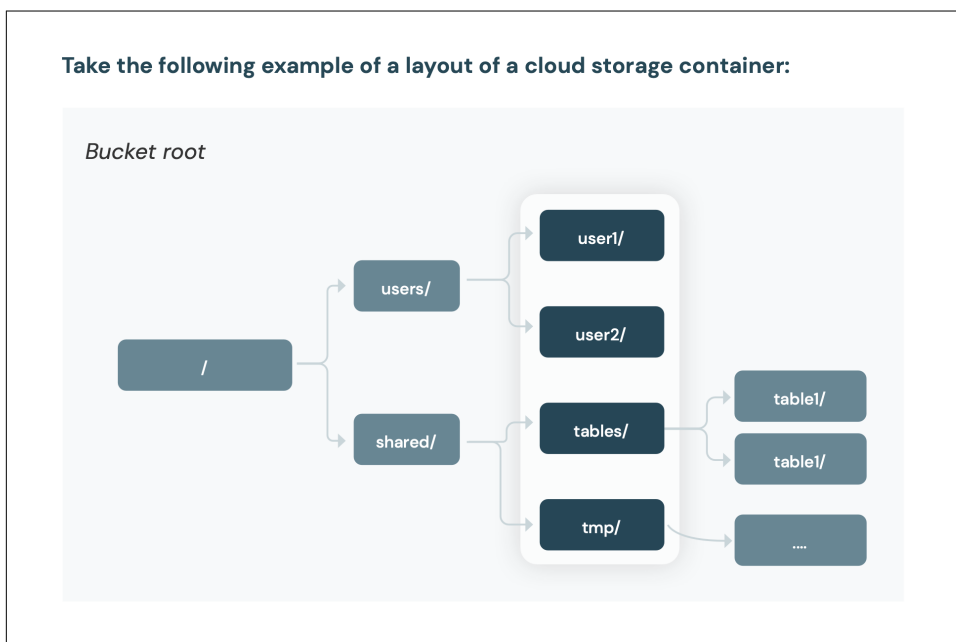 Take the following example of a layout of a cloud storage container:
Bucket root
/
users/
shared/
user1/
user2/
tables/
tmp/
table1/
table1/
....